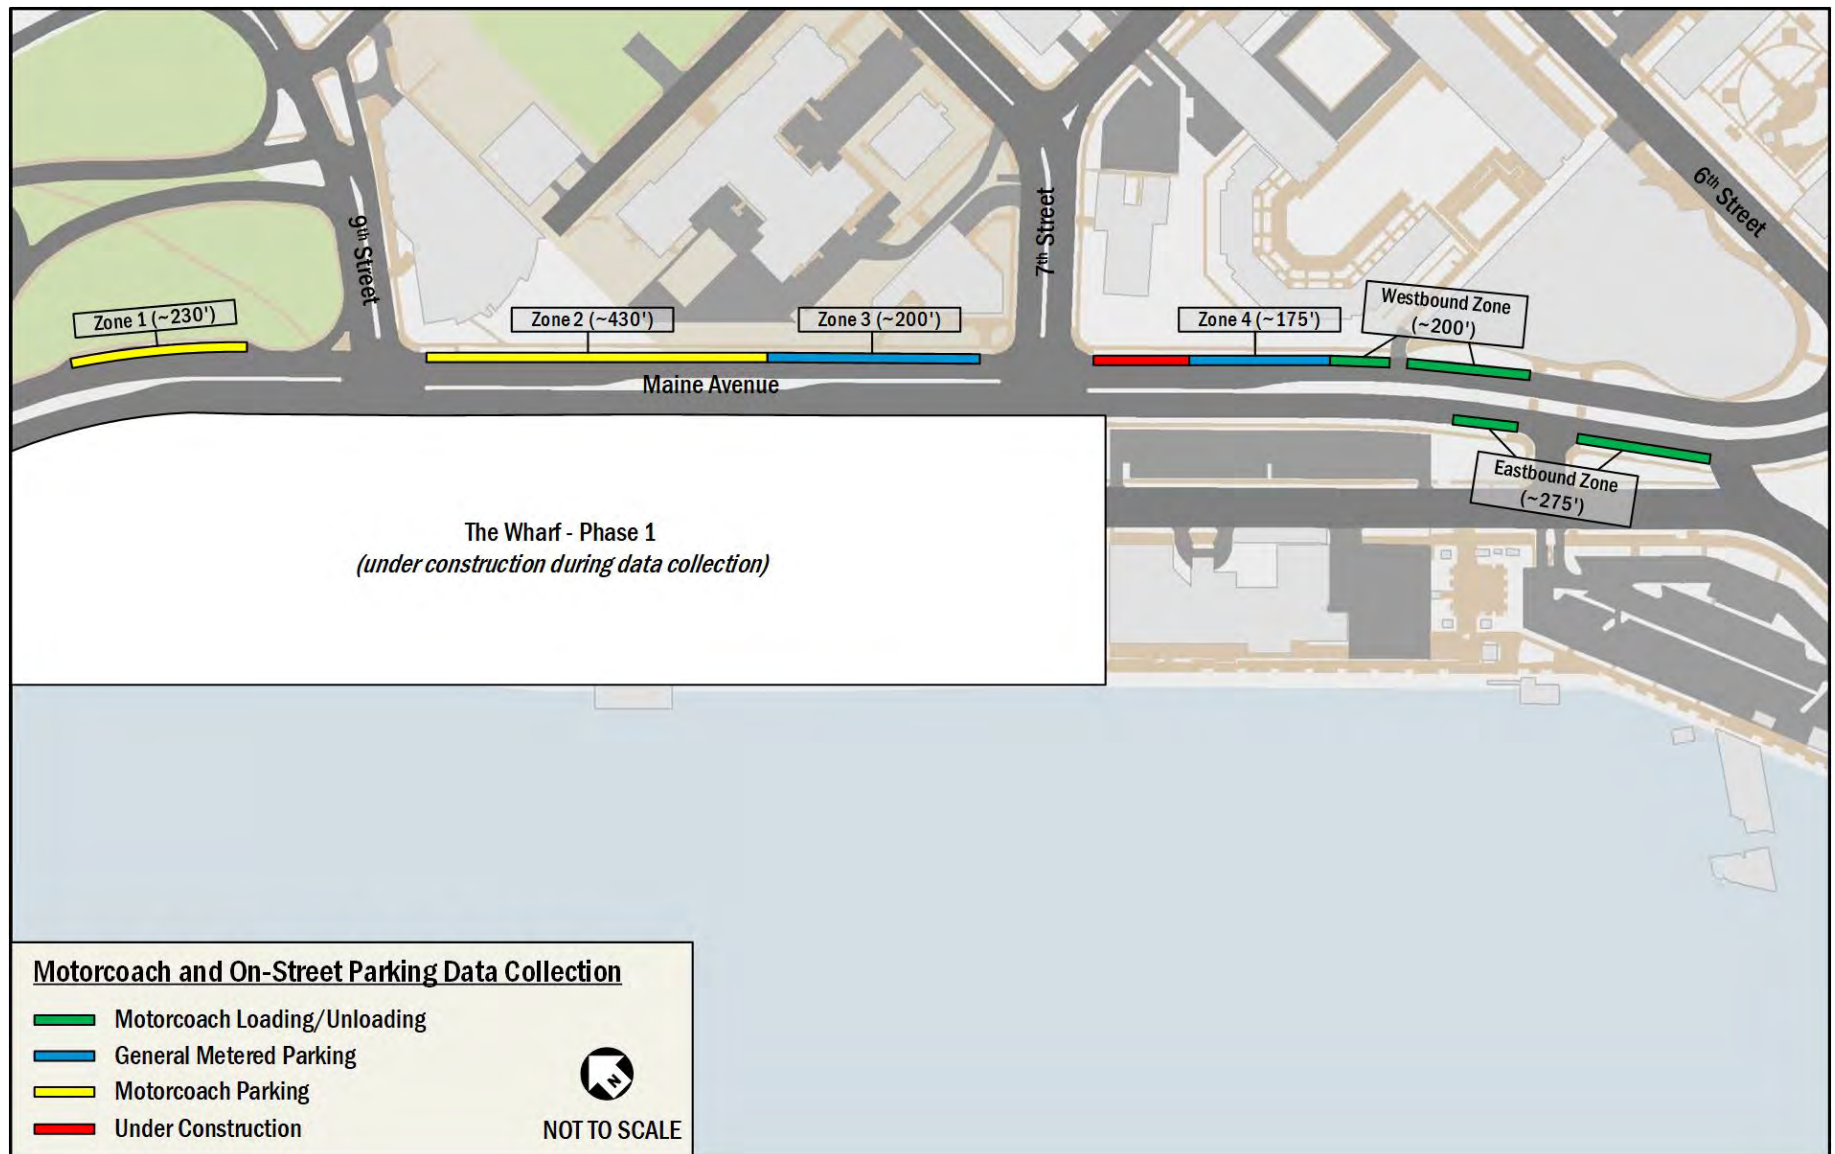 6th Street
9th Street
7th Street
Zone 1 (~230')
Zone 2 (~430')
Zone 3 (~200')
Zone 4 (~175')
Westbound Zone
(~200')
Maine Avenue
Eastbound Zone
(~275')
The Wharf - Phase 1
(under construction during data collection)
Motorcoach and On-Street Parking Data Collection
Motorcoach Loading/Unloading
General Metered Parking
Motorcoach Parking
Under Construction
N
NOT TO SCALE